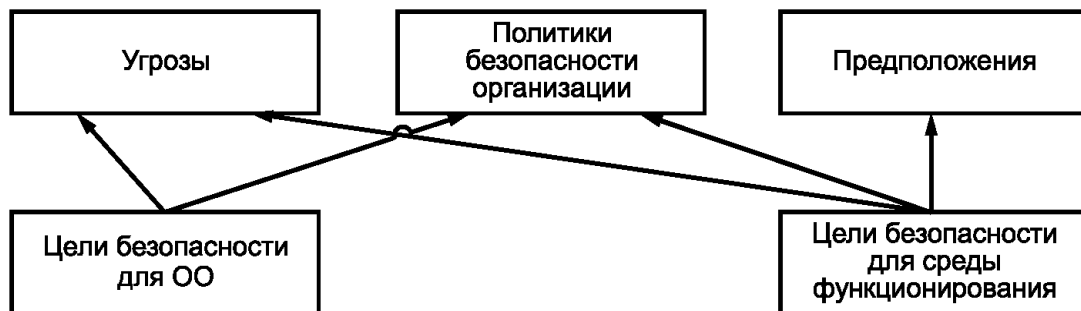 Угрозы
Политики
безопасности
организации
Предположения
Цели безопасности
для ОО
Цели безопасности
для среды
функционирования